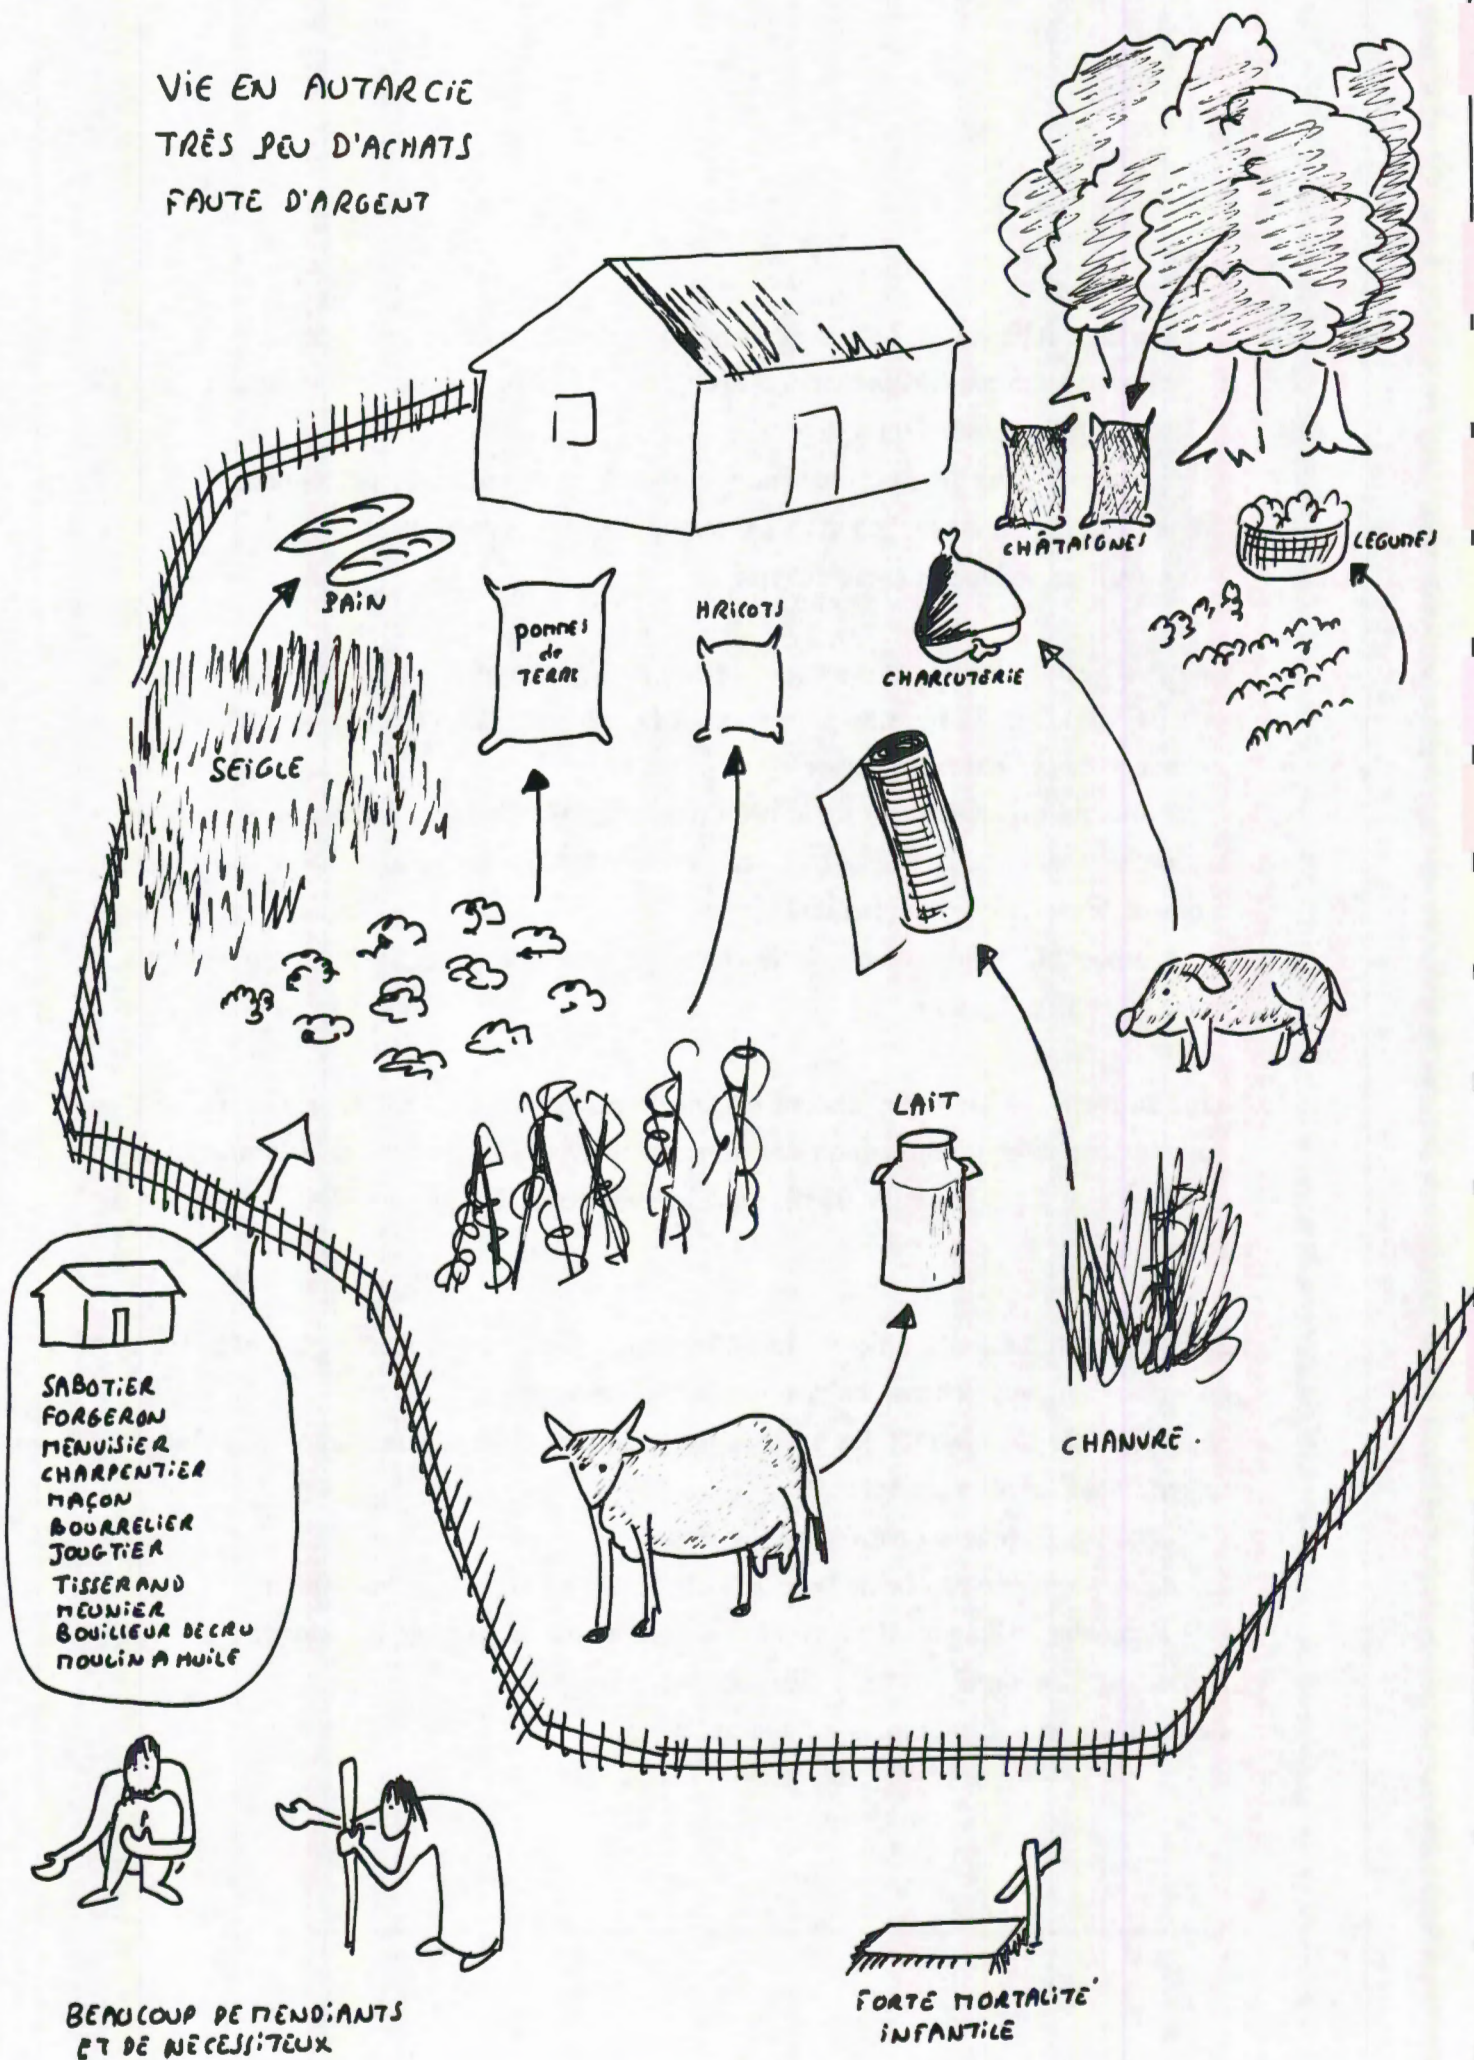 ViE EN AUTARCiE
TRÈS PEU D'ACHATS
FAUTE D'ARGENT
CHÂTAIGNES
LEGUMES
PAiN
HRiCOTS
POMMES
de
TERRE
CHARCUTERiE
SEiGLE
LAiT
CHANVRE.
SABOTiER
FORGERON
MENUiSiER
CHARPENTiER
MAÇON
BOURRELiER
JOUGTiER
TiSSERAND
MEUNiER
BOUiLLEUR DE CRU
MOULiN A HUiLE
BEAUCOUP DE MENDiANTS
ET DE NECESSiTEUX
FORTE MORTALiTÉ
iNFANTiLE